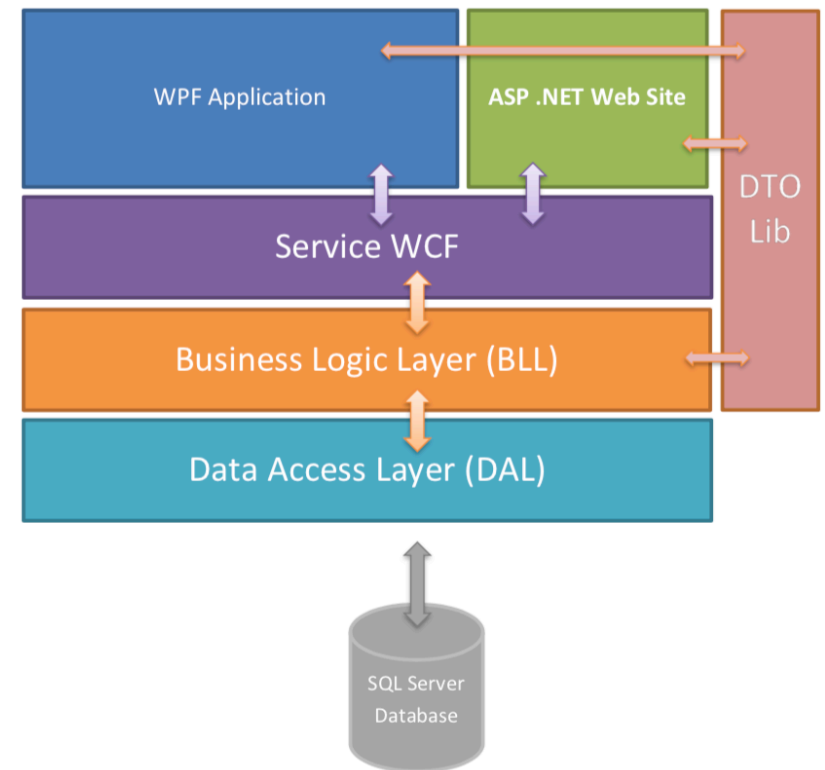 WPF Application
ASP .NET Web Site
DTO
Lib
Service WCF
Business Logic Layer (BLL)
Data Access Layer (DAL)
SQL Server
Database